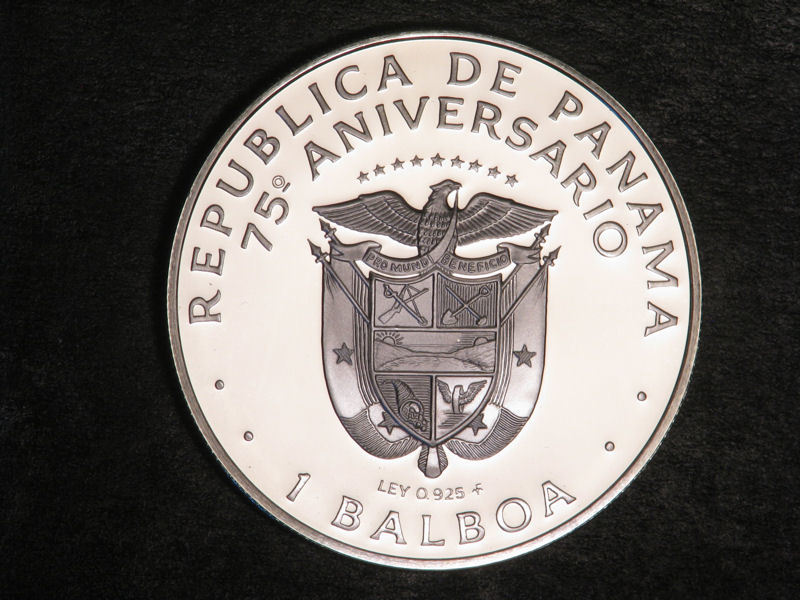 REPUBLICA DE PANAMA
75º ANIVERSARIO
PRO MUNDI BENEFICIO
LEY 0.925
1 BALBOA